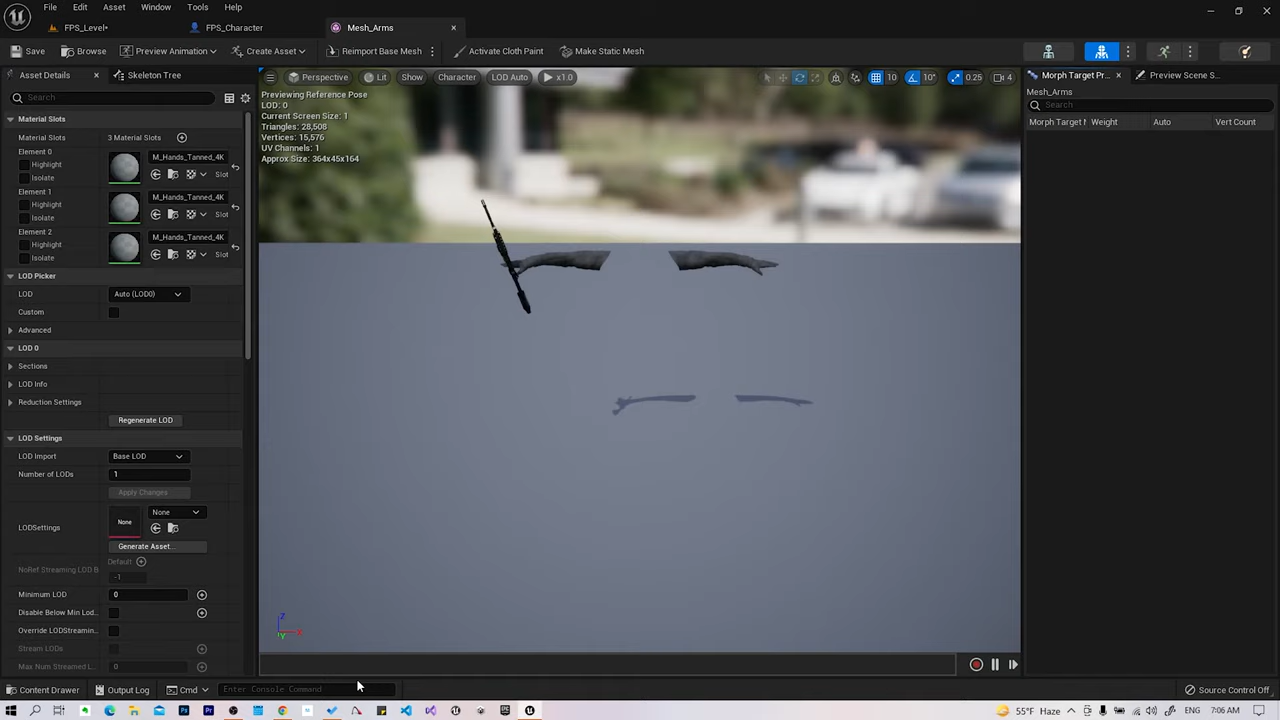 File
Edit
Asset
Window
Tools
Help
FPS_Level•
FPS_Character
Mesh_Arms
Save
Browse
Preview Animation
Create Asset
Reimport Base Mesh
Activate Cloth Paint
Make Static Mesh
Asset Details
Skeleton Tree
Search
Material Slots
Material Slots
3 Material Slots
Element 0
Highlight
Isolate
M_Hands_Tanned_4K
Slot
Element 1
Highlight
Isolate
M_Hands_Tanned_4K
Slot
Element 2
Highlight
Isolate
M_Hands_Tanned_4K
Slot
LOD Picker
LOD
Auto (LOD0)
Custom
Advanced
LOD 0
Sections
LOD Info
Reduction Settings
Regenerate LOD
LOD Settings
LOD Import
Base LOD
Number of LODs
1
Apply Changes
LODSettings
None
None
Generate Asset...
NoRef Streaming LOD B
Default
-1
Minimum LOD
0
Disable Below Min Lod..
Override LODStreamin..
Stream LODs
Max Num Streamed L..
0
Perspective
Lit
Show
Character
LOD Auto
x1.0
10
10°
0.25
4
Previewing Reference Pose
LOD: 0
Current Screen Size: 1
Triangles: 28,508
Vertices: 15,576
UV Channels: 1
Approx Size: 364x45x164
Z
X
Y
Morph Target Pr..
Preview Scene S...
Mesh_Arms
Search
Morph Target N
Weight
Auto
Vert Count
Content Drawer
Output Log
Cmd
Enter Console Command
Source Control Off
55°F Haze
7:06 AM